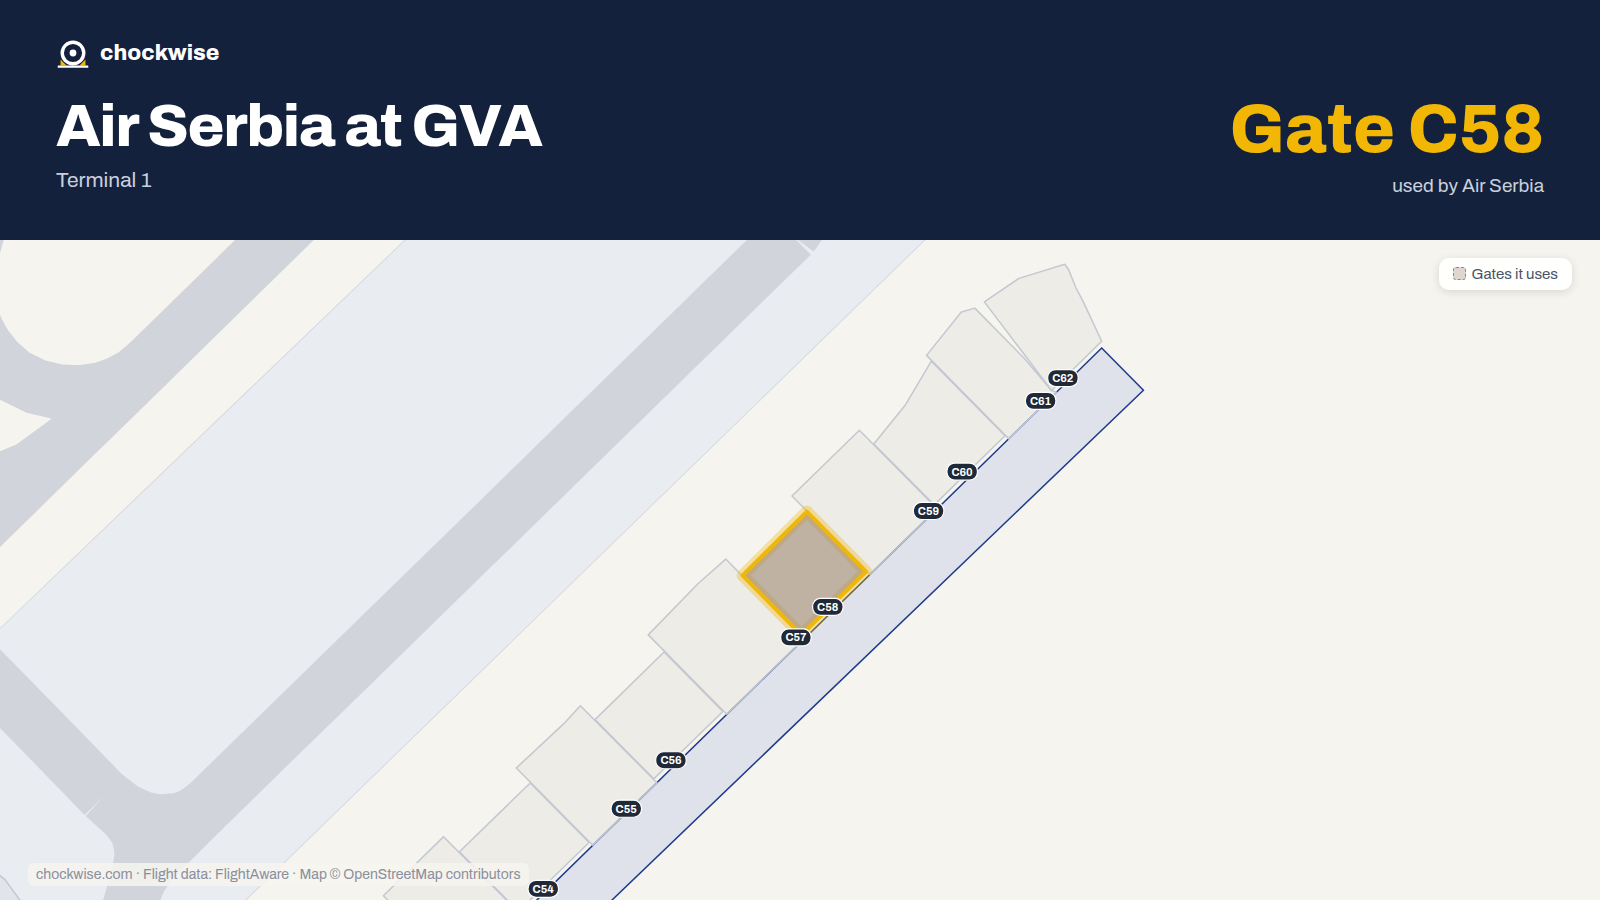 chockwise
Air Serbia at GVA
Terminal 1
Gate C58
used by Air Serbia
Gates it uses
C62
C61
C60
C59
C58
C57
C56
C55
C54
chockwise.com · Flight data: FlightAware · Map © OpenStreetMap contributors